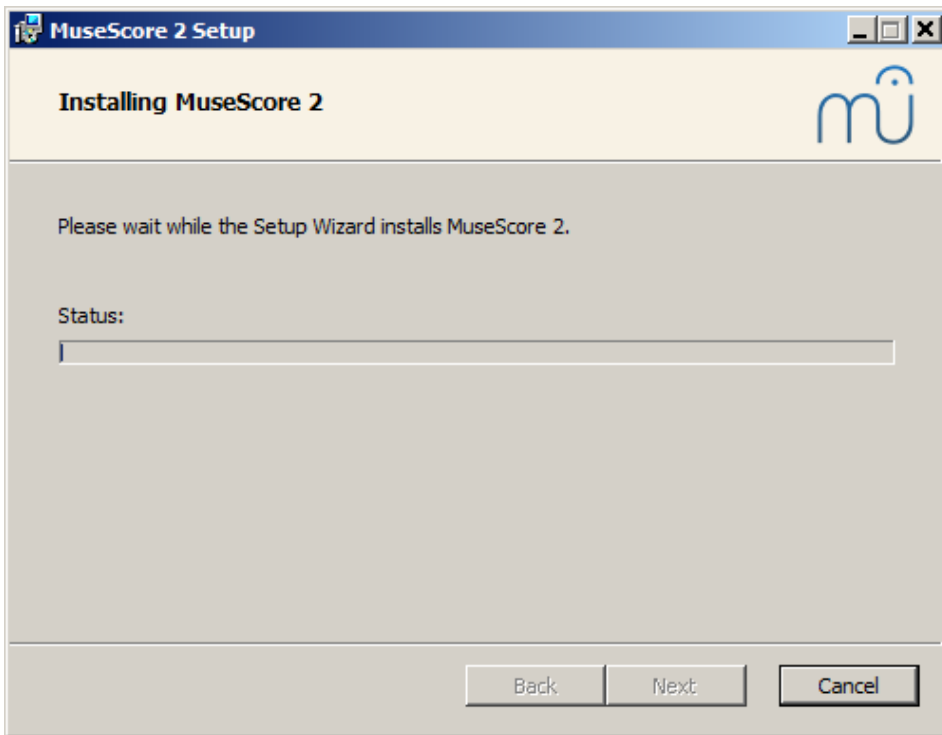 MuseScore 2 Setup
Installing MuseScore 2
mu
Please wait while the Setup Wizard installs MuseScore 2.
Status:
Back Next Cancel